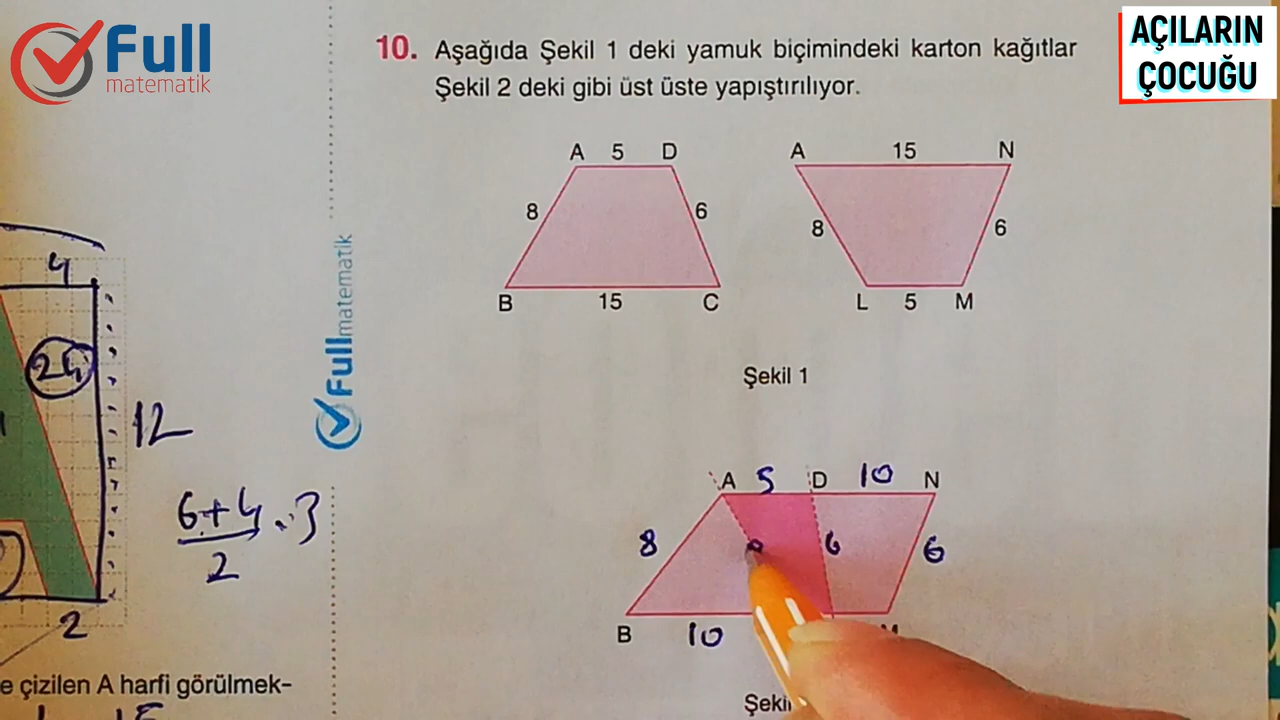 Full
matematik
AÇILARIN
ÇOCUĞU
10. Aşağıda Şekil 1 deki yamuk biçimindeki karton kağıtlar
Şekil 2 deki gibi üst üste yapıştırılıyor.
A 5 D
8 6
B 15 C
A 15 N
8 6
L 5 M
Şekil 1
Full matematik
4
24
12
6+4
2
.3
2
A 5 D 10 N
8 6 6
B 10
e çizilen A harfi görülmek-